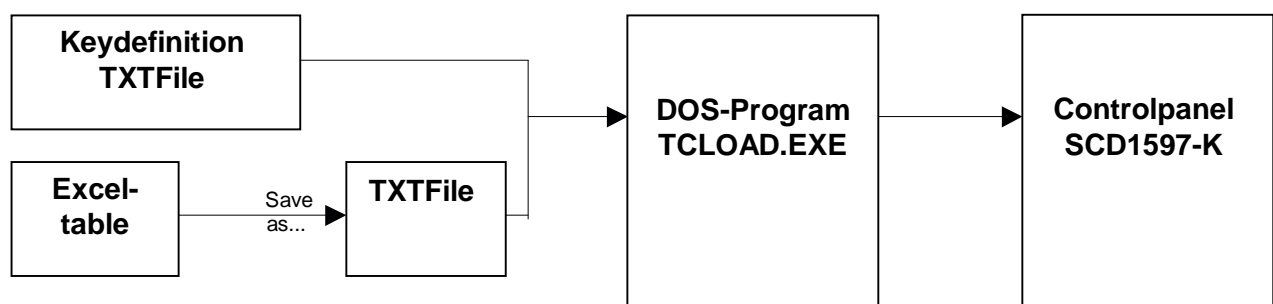 Keydefinition
TXTFile
DOS-Program
TCLOAD.EXE
Controlpanel
SCD1597-K
Excel-
table
Save
as...
TXTFile